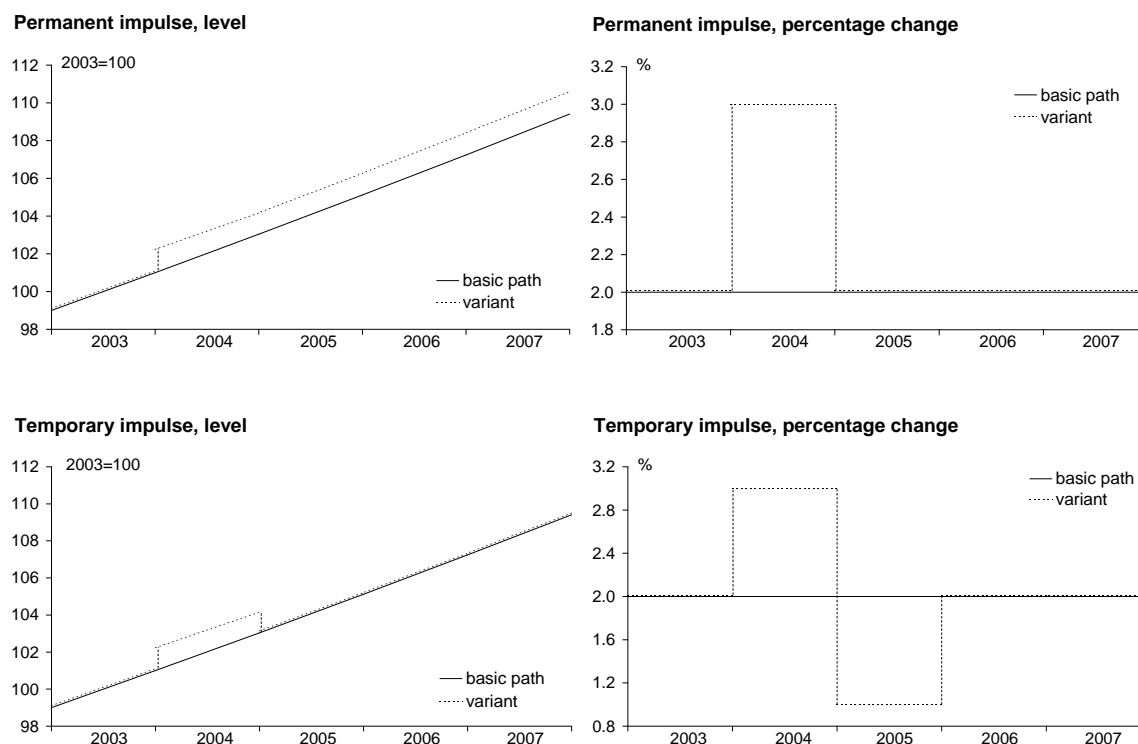 Permanent impulse, level
2003=100
112
110
108
106
104
102
100
98
basic path
variant
2003 2004 2005 2006 2007
Permanent impulse, percentage change
%
3.2
3.0
2.8
2.6
2.4
2.2
2.0
1.8
basic path
variant
2003 2004 2005 2006 2007
Temporary impulse, level
2003=100
112
110
108
106
104
102
100
98
basic path
variant
2003 2004 2005 2006 2007
Temporary impulse, percentage change
%
3.2
2.8
2.4
2.0
1.6
1.2
0.8
basic path
variant
2003 2004 2005 2006 2007